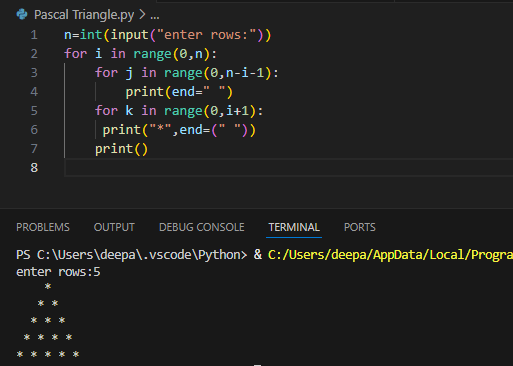 Pascal Triangle.py > ...
1 n=int(input("enter rows:"))
2 for i in range(0,n):
3     for j in range(0,n-i-1):
4         print(end=" ")
5     for k in range(0,i+1):
6      print("*",end=(" "))
7     print()
8
PROBLEMS OUTPUT DEBUG CONSOLE TERMINAL PORTS
PS C:\Users\deepa\.vscode\Python> & C:/Users/deepa/AppData/Local/Progra
enter rows:5
    *
   * *
  * * *
 * * * *
* * * * *